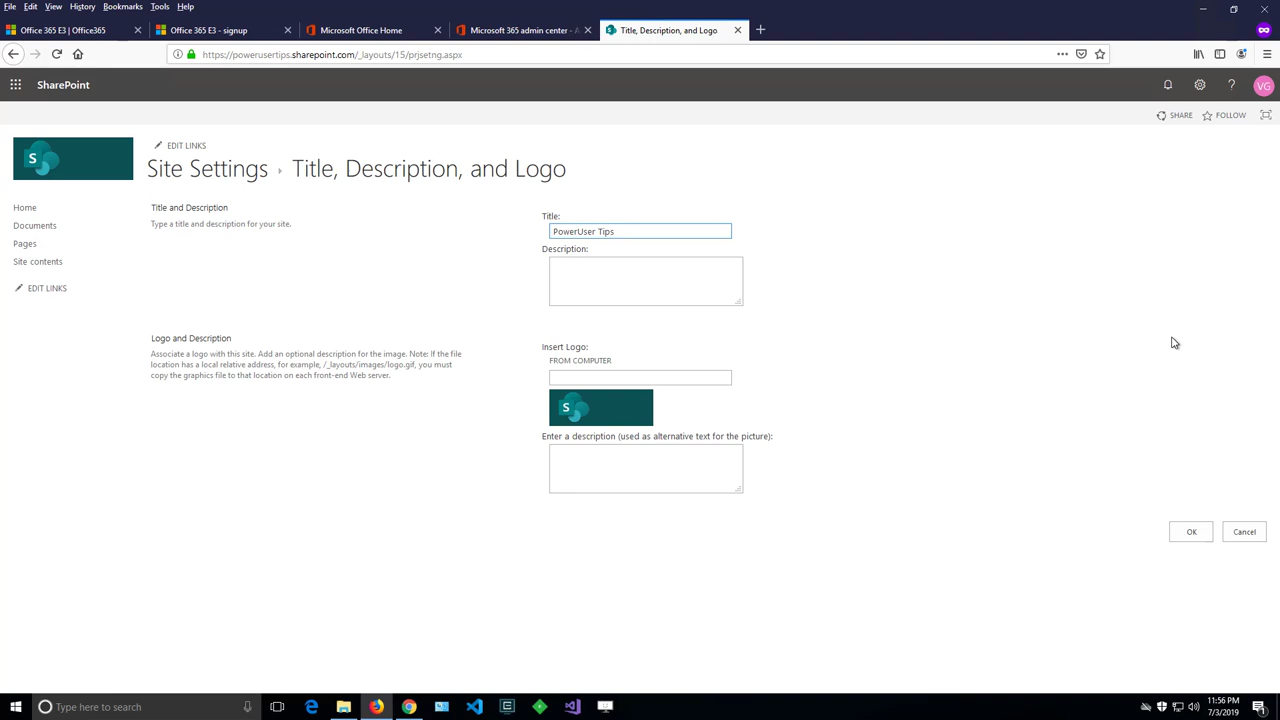 File Edit View History Bookmarks Tools Help
Office 365 E3 | Office365
Office 365 E3 - signup
Microsoft Office Home
Microsoft 365 admin center - A
Title, Description, and Logo
https://powerusertips.sharepoint.com/_layouts/15/prjsetng.aspx
SharePoint
VG
SHARE
FOLLOW
S
EDIT LINKS
Site Settings › Title, Description, and Logo
Home
Documents
Pages
Site contents
EDIT LINKS
Title and Description
Type a title and description for your site.
Title:
PowerUser Tips
Description:
Logo and Description
Associate a logo with this site. Add an optional description for the image. Note: If the file
location has a local relative address, for example, /_layouts/images/logo.gif, you must
copy the graphics file to that location on each front-end Web server.
Insert Logo:
FROM COMPUTER
S
Enter a description (used as alternative text for the picture):
OK
Cancel
Type here to search
11:56 PM
7/3/2019
1